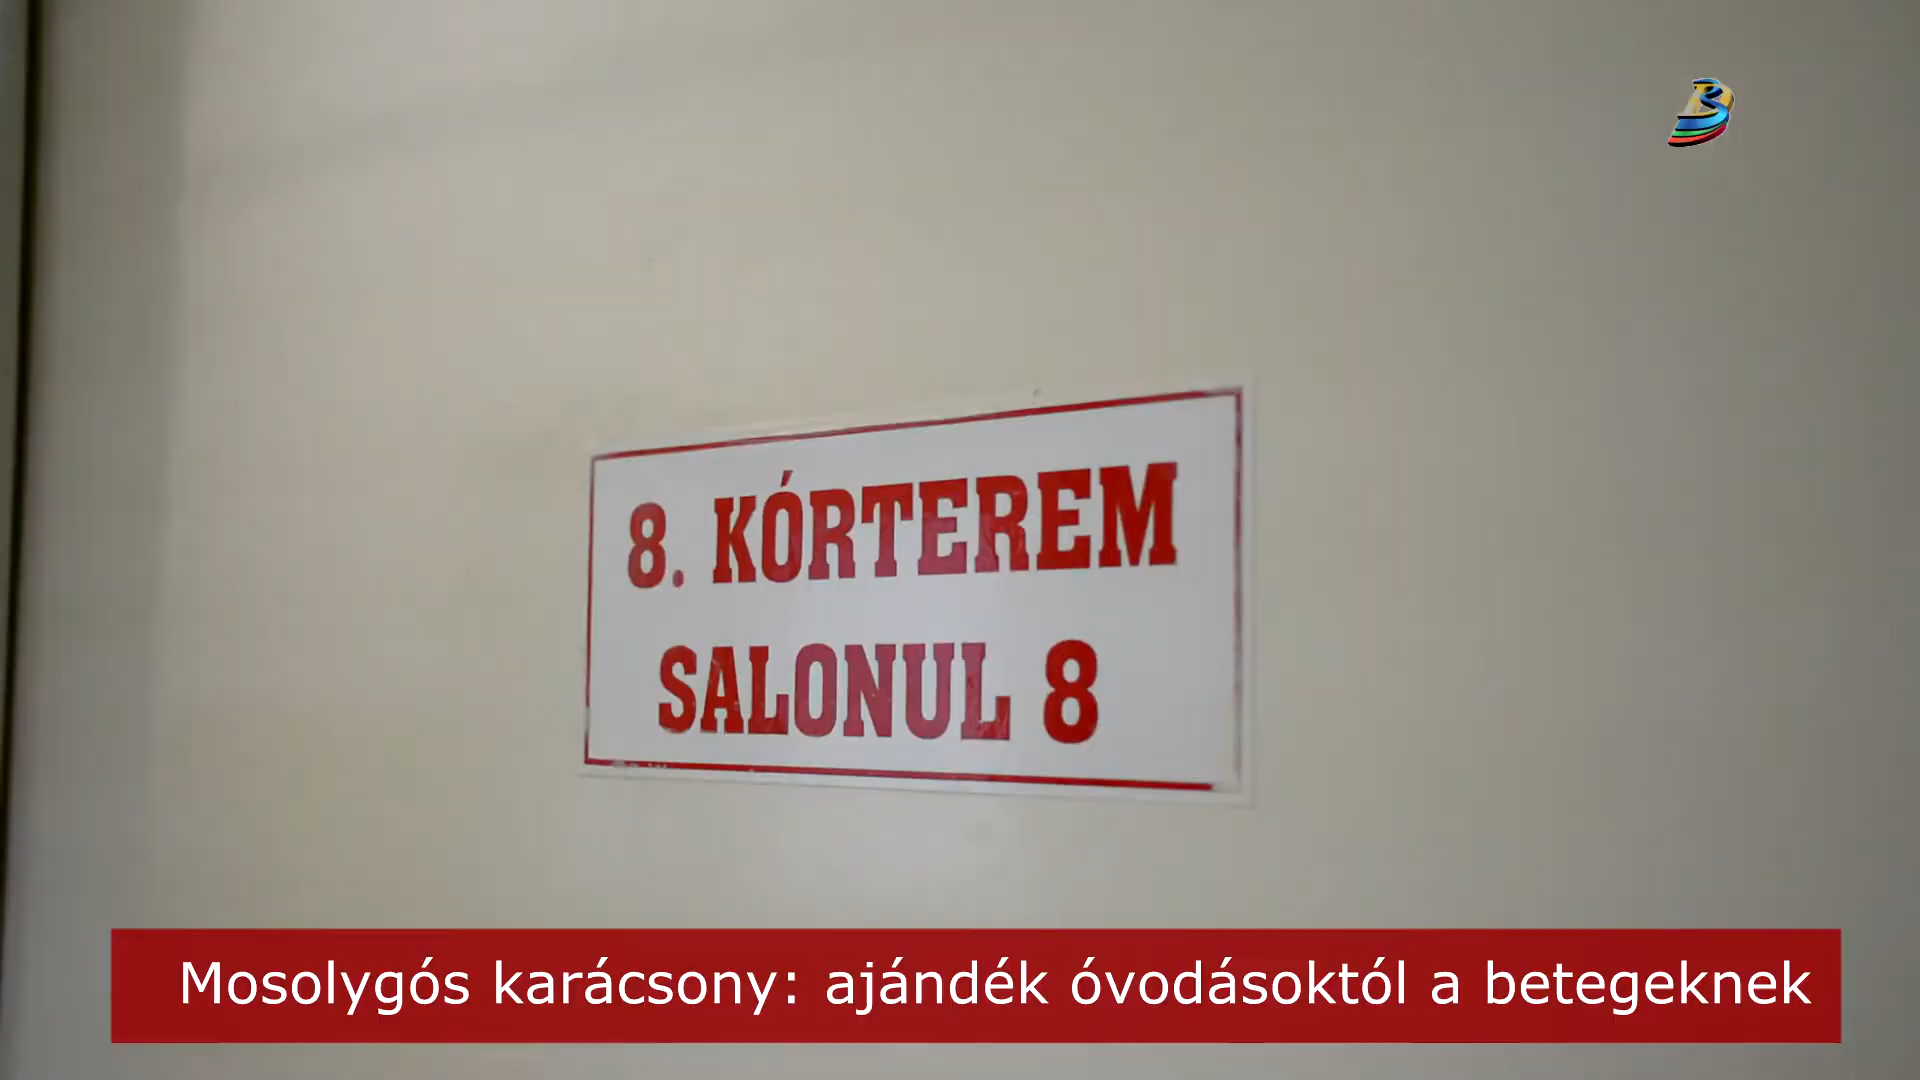 8. KÓRTEREM
SALONUL 8
Mosolygós karácsony: ajándék óvodásoktól a betegeknek